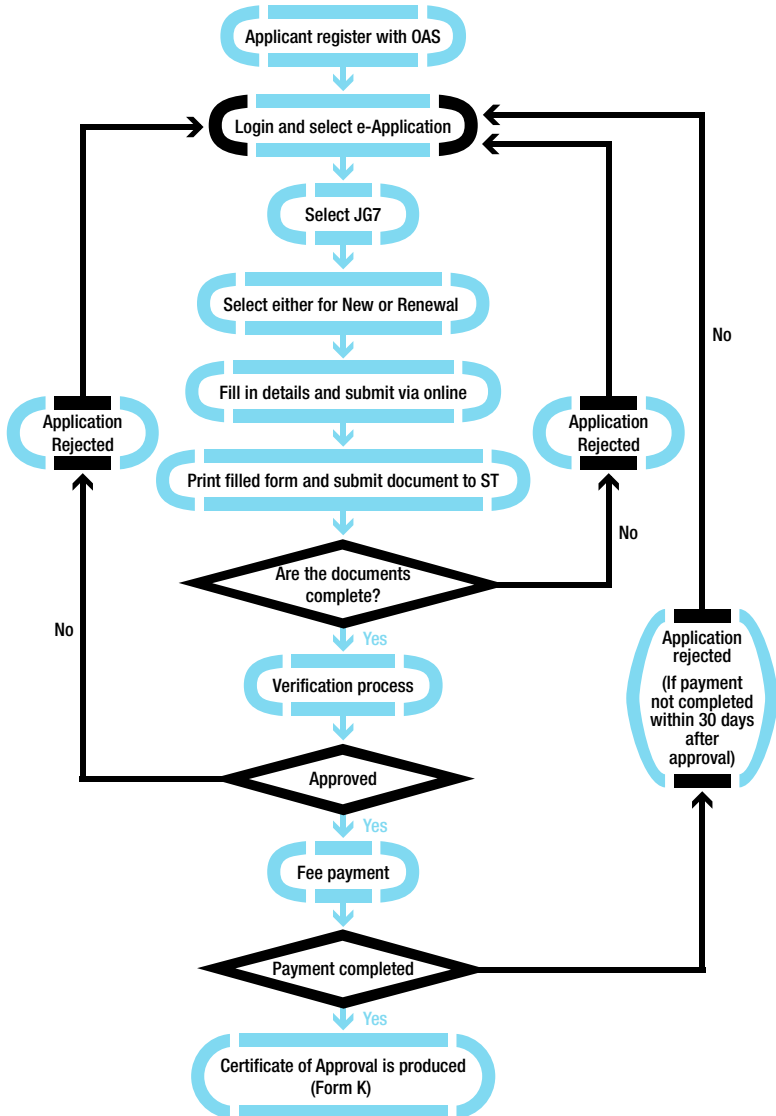 Applicant register with OAS
Login and select e-Application
Select JG7
Select either for New or Renewal
No
Fill in details and submit via online
Application
Rejected
Application
Rejected
Print filled form and submit document to ST
No
Are the documents
complete?
No
Yes
Application
rejected
(If payment
not completed
within 30 days
after
approval)
Verification process
Approved
Yes
Fee payment
Payment completed
Yes
Certificate of Approval is produced
(Form K)